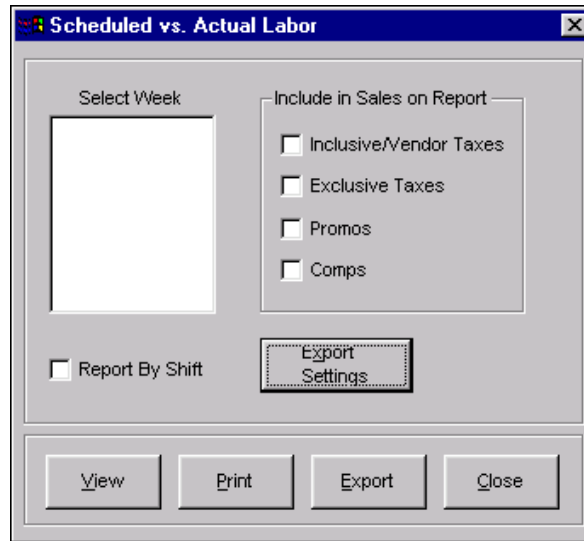 Scheduled vs. Actual Labor
Select Week
Include in Sales on Report
Inclusive/Vendor Taxes
Exclusive Taxes
Promos
Comps
Report By Shift
Export
Settings
View
Print
Export
Close